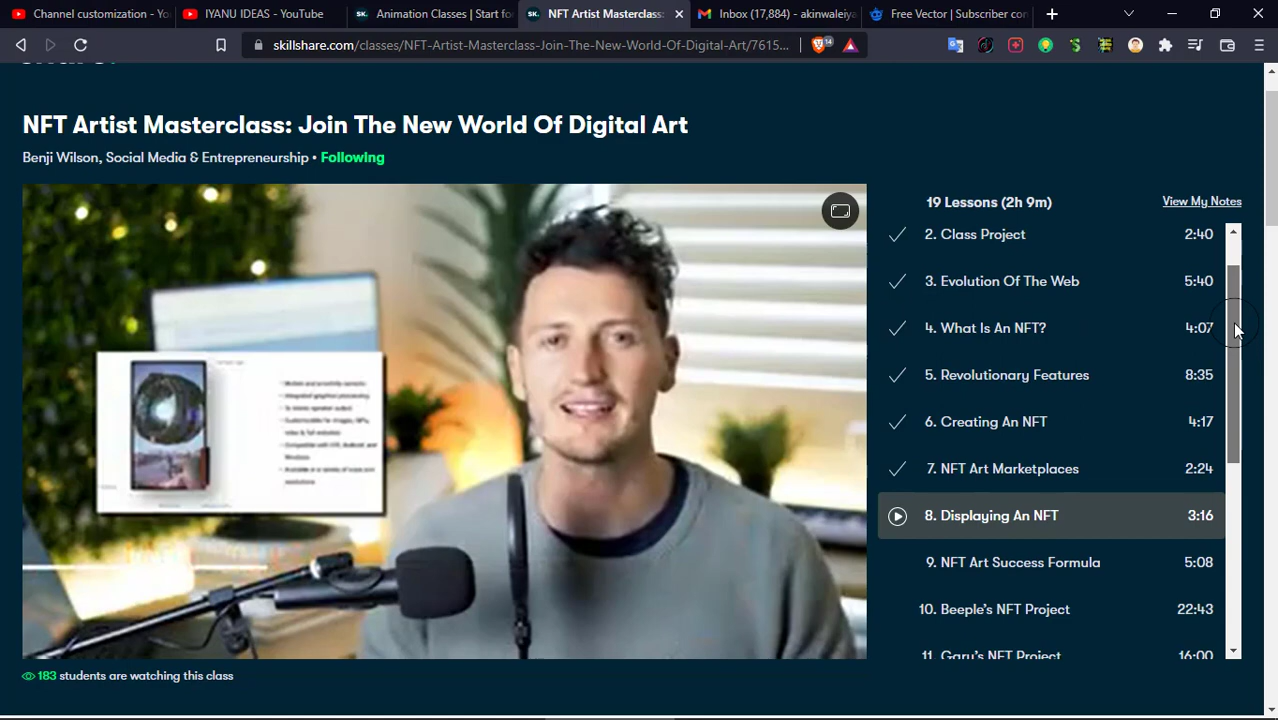 Channel customization - Yo
IYANU IDEAS - YouTube
SK. Animation Classes | Start fo
SK. NFT Artist Masterclass:
Inbox (17,884) - akinwaleiya
Free Vector | Subscriber con
skillshare.com/classes/NFT-Artist-Masterclass-Join-The-New-World-Of-Digital-Art/7615...
14
NFT Artist Masterclass: Join The New World Of Digital Art
Benji Wilson, Social Media & Entrepreneurship • Following
19 Lessons (2h 9m)
View My Notes
2. Class Project 2:40
3. Evolution Of The Web 5:40
4. What Is An NFT? 4:07
5. Revolutionary Features 8:35
6. Creating An NFT 4:17
7. NFT Art Marketplaces 2:24
8. Displaying An NFT 3:16
9. NFT Art Success Formula 5:08
10. Beeple's NFT Project 22:43
11. Gary's NFT Project 16:00
183 students are watching this class